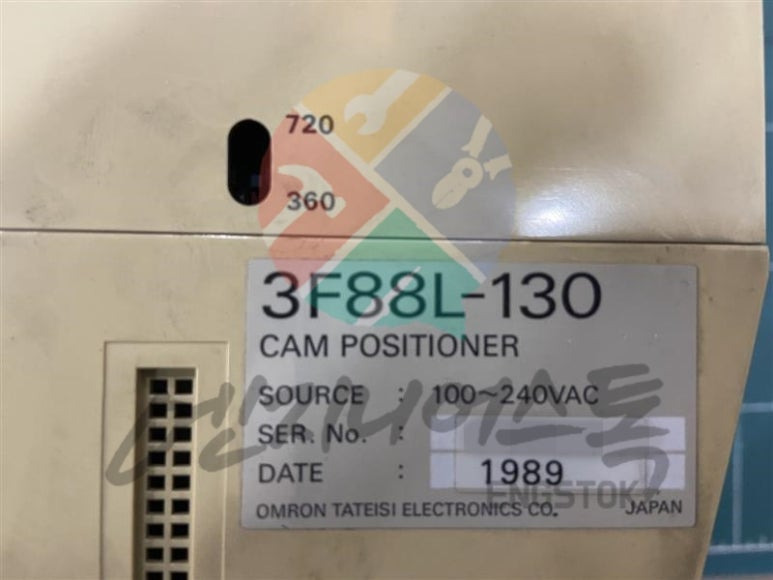 720
360
3F88L-130
CAM POSITIONER
SOURCE : 100~240VAC
SER. No. :
DATE : 1989
OMRON TATEISI ELECTRONICS CO. JAPAN
엔지니어스톡
ENGSTOK